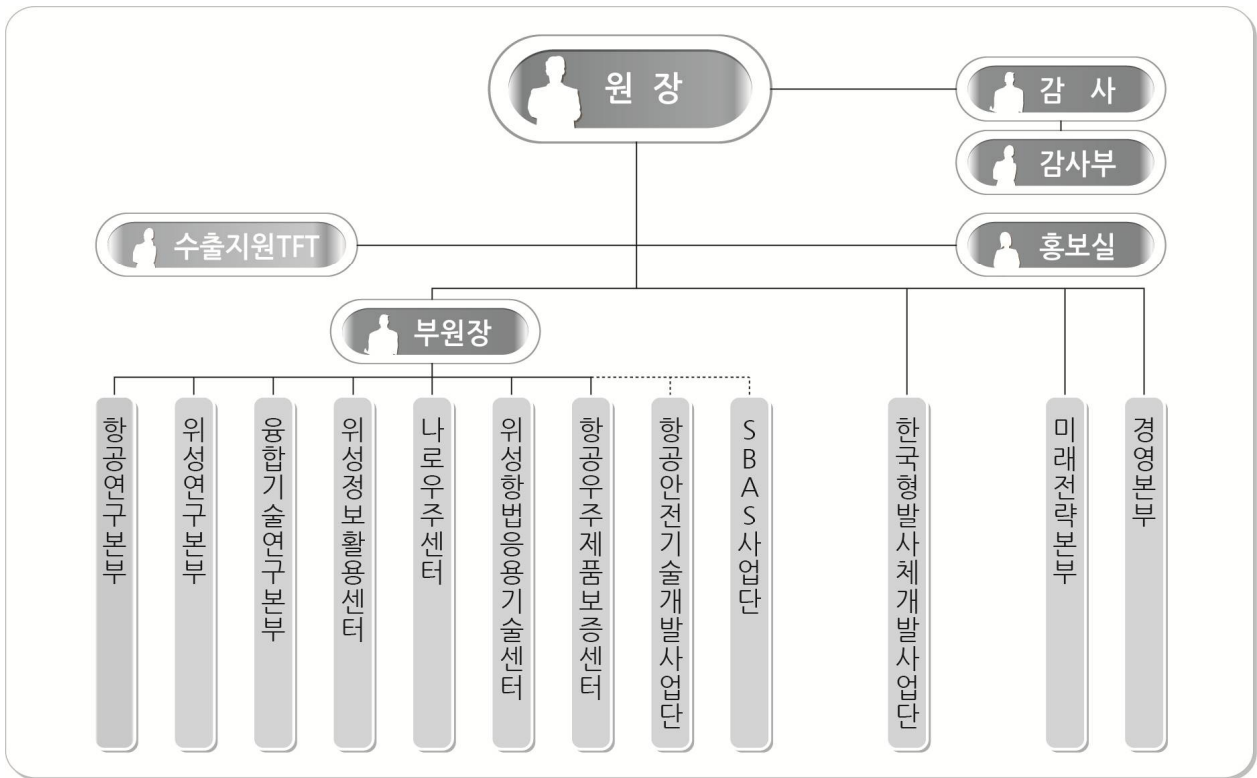 원 장
감 사
감사부
수출지원TFT
홍보실
부원장
항공연구본부
위성연구본부
융합기술연구본부
위성정보활용센터
나로우주센터
위성항법응용기술센터
항공우주제품보증센터
항공안전기술개발사업단
SBAS사업단
한국형발사체개발사업단
미래전략본부
경영본부